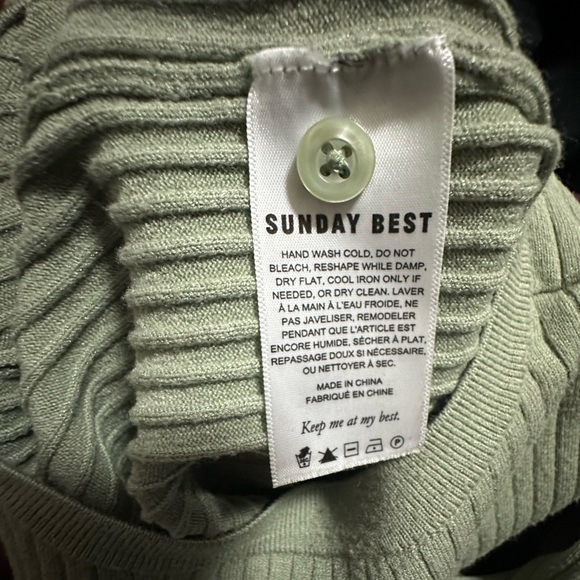 SUNDAY BEST
HAND WASH COLD, DO NOT
BLEACH, RESHAPE WHILE DAMP,
DRY FLAT, COOL IRON ONLY IF
NEEDED, OR DRY CLEAN. LAVER
À LA MAIN À L'EAU FROIDE, NE
PAS JAVELISER, REMODELER
PENDANT QUE L'ARTICLE EST
ENCORE HUMIDE, SÉCHER À PLAT,
REPASSAGE DOUX SI NÉCESSAIRE,
OU NETTOYER À SEC.
MADE IN CHINA
FABRIQUÉ EN CHINE
Keep me at my best.
P